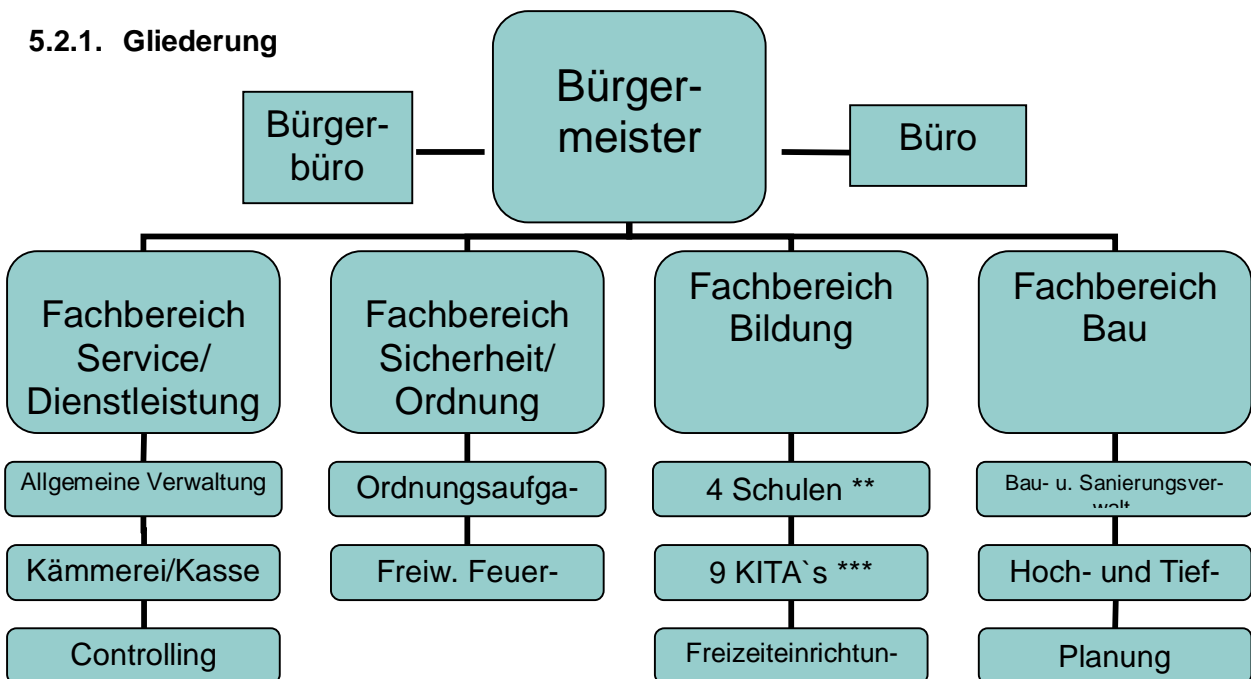 5.2.1. Gliederung
Bürger-
meister
Bürger-
büro
Büro
Fachbereich
Service/
Dienstleistung
Fachbereich
Sicherheit/
Ordnung
Fachbereich
Bildung
Fachbereich
Bau
Allgemeine Verwaltung
Ordnungsaufga-
4 Schulen **
Bau- u. Sanierungsver-
walt
Kämmerei/Kasse
Freiw. Feuer-
9 KITA`s ***
Hoch- und Tief-
Controlling
Freizeiteinrichtun-
Planung